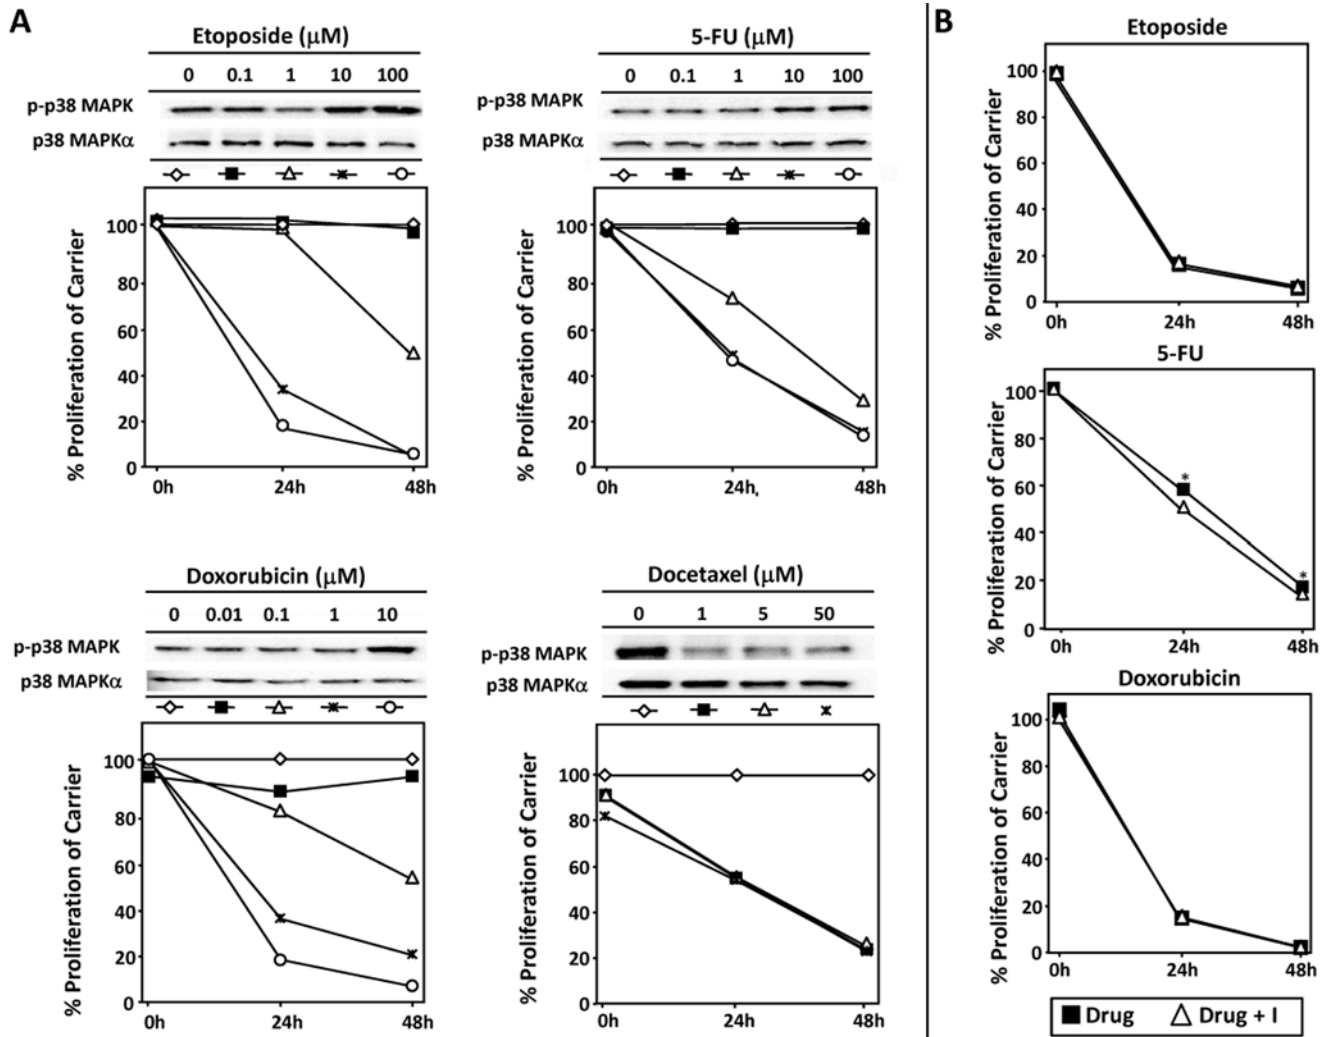 A
Etoposide (μM)
0 0.1 1 10 100
p-p38 MAPK
p38 MAPKα
% Proliferation of Carrier
100
80
60
40
20
0
0h 24h 48h
5-FU (μM)
0 0.1 1 10 100
p-p38 MAPK
p38 MAPKα
% Proliferation of Carrier
100
80
60
40
20
0
0h 24h, 48h
Doxorubicin (μM)
0 0.01 0.1 1 10
p-p38 MAPK
p38 MAPKα
% Proliferation of Carrier
100
80
60
40
20
0
0h 24h 48h
Docetaxel (μM)
0 1 5 50
p-p38 MAPK
p38 MAPKα
% Proliferation of Carrier
100
80
60
40
20
0
0h 24h 48h
B
Etoposide
% Proliferation of Carrier
100
80
60
40
20
0
0h 24h 48h
5-FU
% Proliferation of Carrier
100
80
60
40
20
0
* *
0h 24h 48h
Doxorubicin
% Proliferation of Carrier
100
80
60
40
20
0
0h 24h 48h
Drug Drug + I